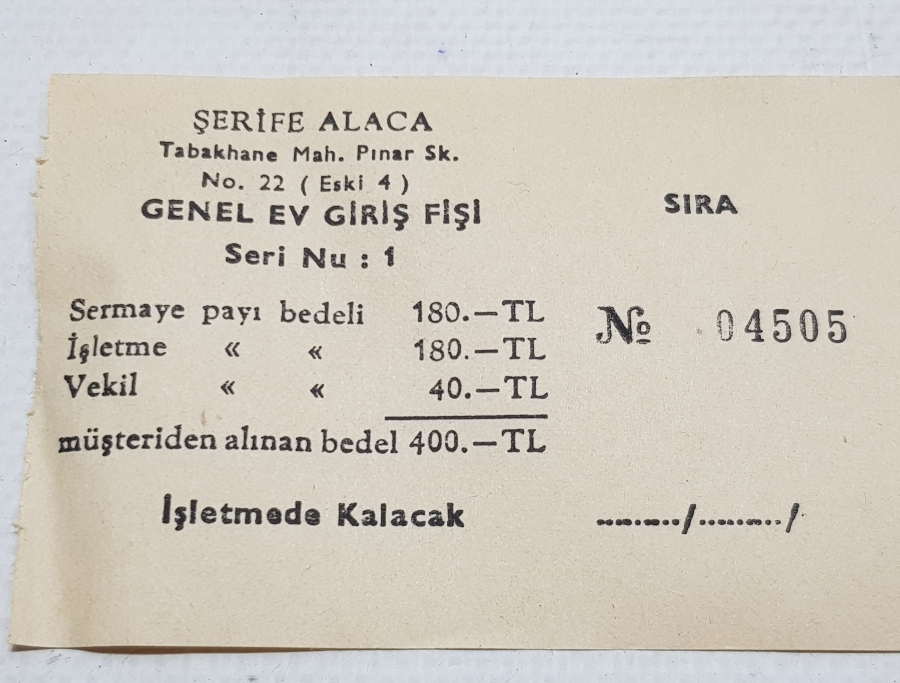 ŞERİFE ALACA
Tabakhane Mah. Pınar Sk.
No. 22 ( Eski 4 )
GENEL EV GİRİŞ FİŞİ
Seri Nu : 1
SIRA
Sermaye payı bedeli 180.—TL
İşletme « « 180.—TL
Vekil « « 40.—TL
№ 04505
müşteriden alınan bedel 400.—TL
İşletmede Kalacak ........./........./